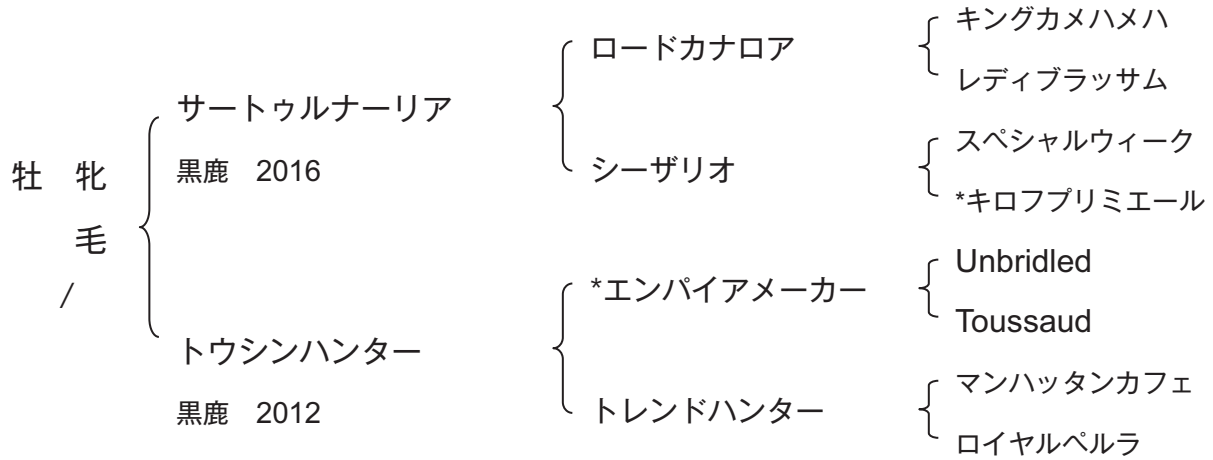 牡 牝
毛
/
サートゥルナーリア
黒鹿 2016
トウシンハンター
黒鹿 2012
ロードカナロア
シーザリオ
*エンパイアメーカー
トレンドハンター
キングカメハメハ
レディブラッサム
スペシャルウィーク
*キロフプリミエール
Unbridled
Toussaud
マンハッタンカフェ
ロイヤルペルラ